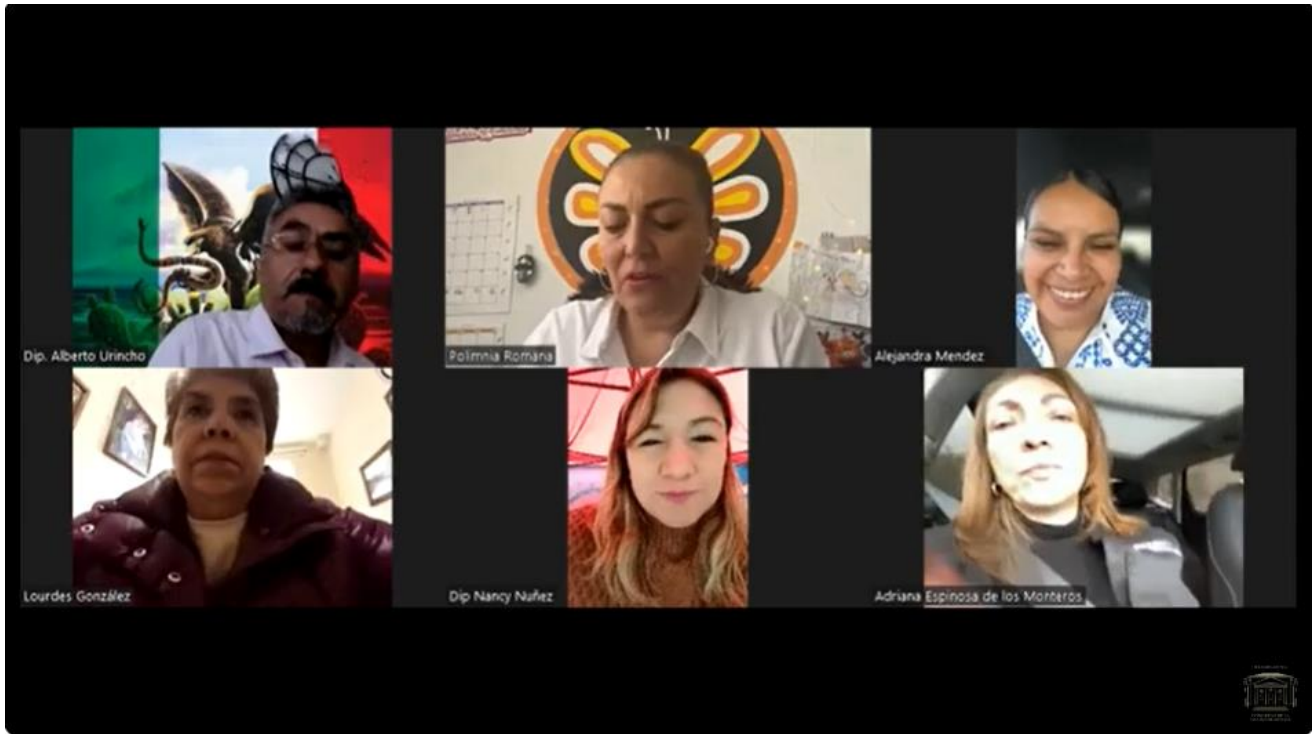 Dip. Alberto Urincho
Polimnia Romana
Alejandra Mendez
Lourdes González
Dip Nancy Nuñez
Adriana Espinosa de los Monteros